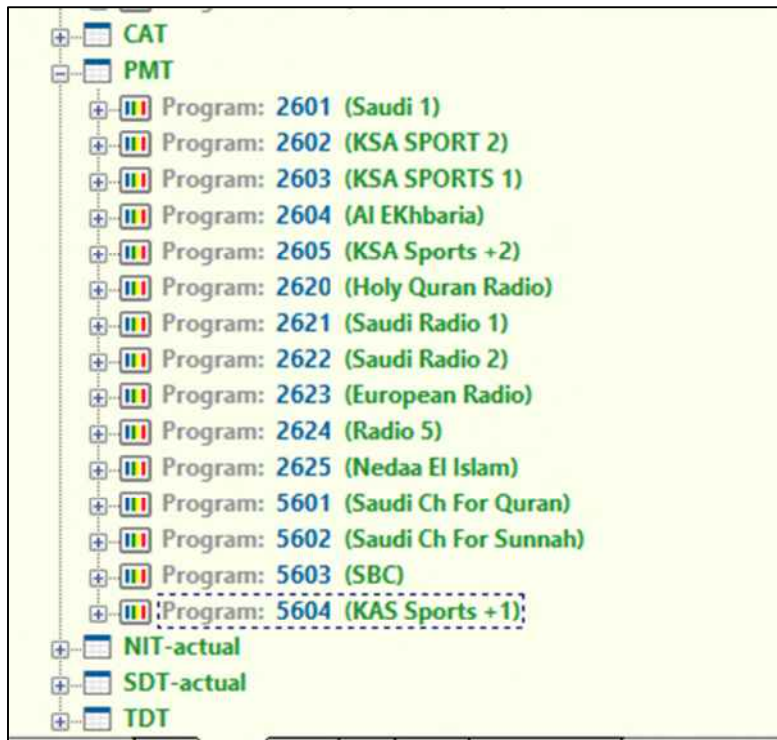 CAT
PMT
Program: 2601 (Saudi 1)
Program: 2602 (KSA SPORT 2)
Program: 2603 (KSA SPORTS 1)
Program: 2604 (Al EKhbaria)
Program: 2605 (KSA Sports +2)
Program: 2620 (Holy Quran Radio)
Program: 2621 (Saudi Radio 1)
Program: 2622 (Saudi Radio 2)
Program: 2623 (European Radio)
Program: 2624 (Radio 5)
Program: 2625 (Nedaa El Islam)
Program: 5601 (Saudi Ch For Quran)
Program: 5602 (Saudi Ch For Sunnah)
Program: 5603 (SBC)
Program: 5604 (KAS Sports +1)
NIT-actual
SDT-actual
TDT